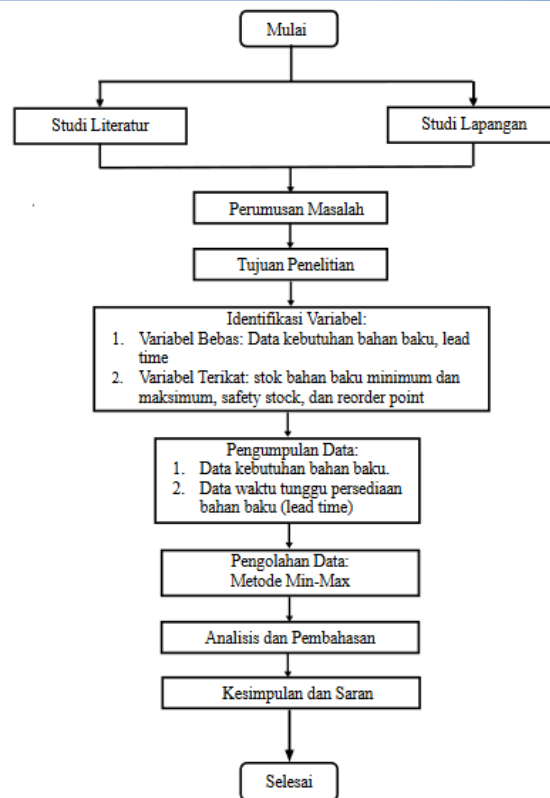 Mulai
Studi Literatur
Studi Lapangan
Perumusan Masalah
Tujuan Penelitian
Identifikasi Variabel:
1. Variabel Bebas: Data kebutuhan bahan baku, lead
time
2. Variabel Terikat: stok bahan baku minimum dan
maksimum, safety stock, dan reorder point
Pengumpulan Data:
1. Data kebutuhan bahan baku.
2. Data waktu tunggu persediaan
bahan baku (lead time)
Pengolahan Data:
Metode Min-Max
Analisis dan Pembahasan
Kesimpulan dan Saran
Selesai